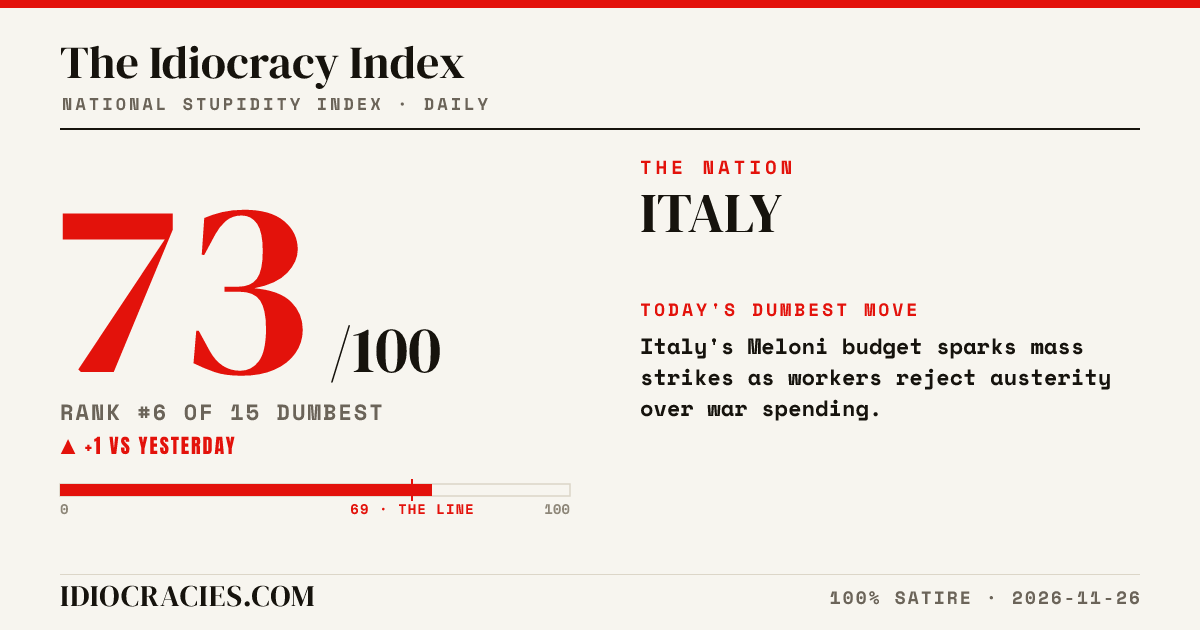 The Idiocracy Index
NATIONAL STUPIDITY INDEX · DAILY
73 /100
RANK #6 OF 15 DUMBEST
▲ +1 VS YESTERDAY
0
69 · THE LINE
100
THE NATION
ITALY
TODAY'S DUMBEST MOVE
Italy's Meloni budget sparks mass
strikes as workers reject austerity
over war spending.
IDIOCRACIES.COM
100% SATIRE · 2026-11-26